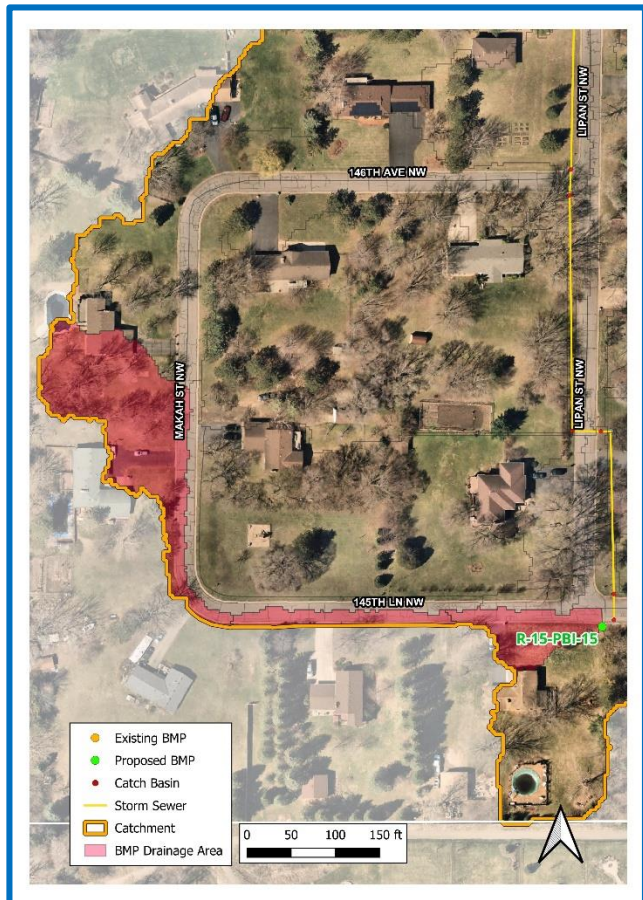 LIPAN ST NW
146TH AVE NW
MAKAH ST NW
LIPAN ST NW
145TH LN NW
R-15-PBI-15
Existing BMP
Proposed BMP
Catch Basin
Storm Sewer
Catchment
BMP Drainage Area
0 50 100 150 ft